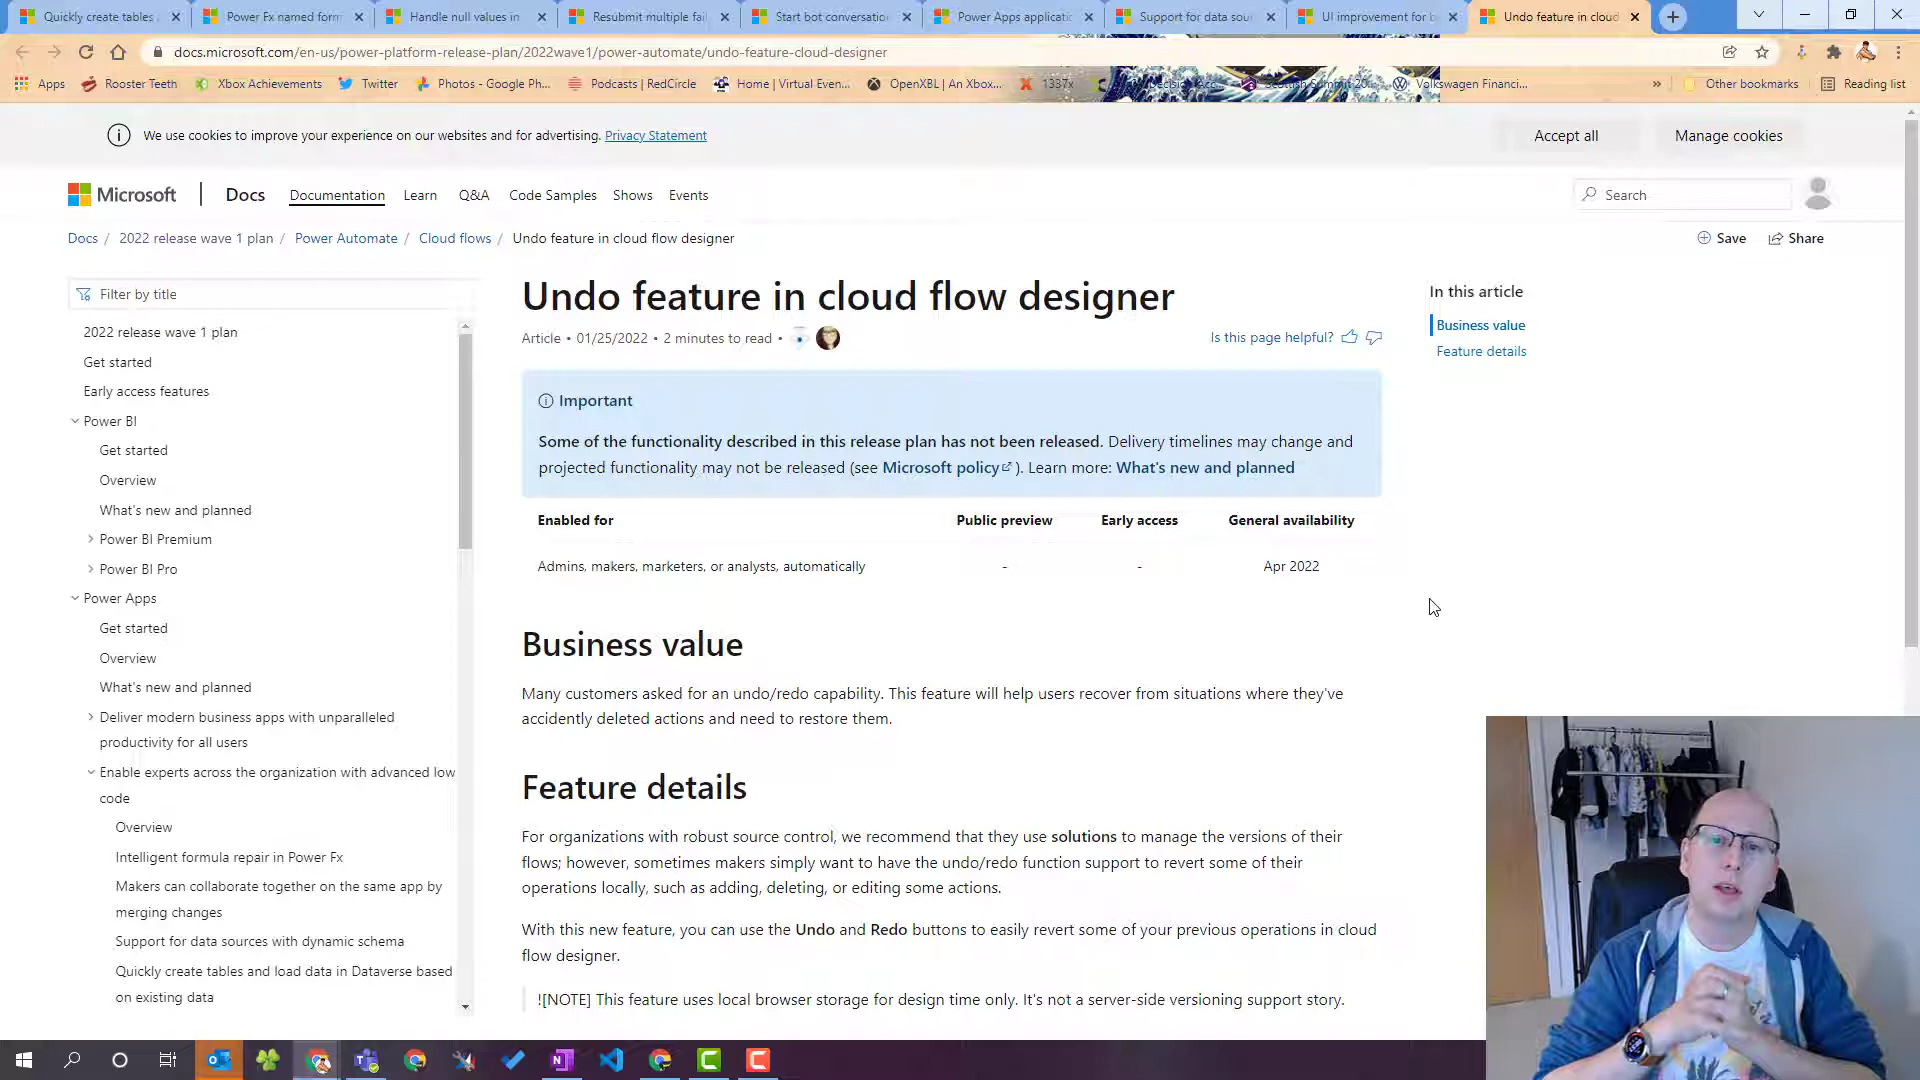 Quickly create tables
Power Fx named form
Handle null values in
Resubmit multiple fail
Start bot conversation
Power Apps applicatio
Support for data sour
UI improvement for b
Undo feature in cloud
docs.microsoft.com/en-us/power-platform-release-plan/2022wave1/power-automate/undo-feature-cloud-designer
Apps
Rooster Teeth
Xbox Achievements
Twitter
Photos - Google Ph...
Podcasts | RedCircle
Home | Virtual Even...
OpenXBL | An Xbox...
1337x
Scottish Summit 20...
Volkswagen Financi...
Other bookmarks
Reading list
We use cookies to improve your experience on our websites and for advertising. Privacy Statement
Accept all
Manage cookies
Microsoft
Docs
Documentation
Learn
Q&A
Code Samples
Shows
Events
Search
Docs / 2022 release wave 1 plan / Power Automate / Cloud flows / Undo feature in cloud flow designer
Save
Share
Filter by title
2022 release wave 1 plan
Get started
Early access features
Power BI
Get started
Overview
What's new and planned
Power BI Premium
Power BI Pro
Power Apps
Get started
Overview
What's new and planned
Deliver modern business apps with unparalleled
productivity for all users
Enable experts across the organization with advanced low
code
Overview
Intelligent formula repair in Power Fx
Makers can collaborate together on the same app by
merging changes
Support for data sources with dynamic schema
Quickly create tables and load data in Dataverse based
on existing data
Undo feature in cloud flow designer
Article • 01/25/2022 • 2 minutes to read •
Is this page helpful?
Important
Some of the functionality described in this release plan has not been released. Delivery timelines may change and
projected functionality may not be released (see Microsoft policy ). Learn more: What's new and planned
Enabled for Public preview Early access General availability
Admins, makers, marketers, or analysts, automatically - - Apr 2022
Business value
Many customers asked for an undo/redo capability. This feature will help users recover from situations where they've
accidently deleted actions and need to restore them.
Feature details
For organizations with robust source control, we recommend that they use solutions to manage the versions of their
flows; however, sometimes makers simply want to have the undo/redo function support to revert some of their
operations locally, such as adding, deleting, or editing some actions.
With this new feature, you can use the Undo and Redo buttons to easily revert some of your previous operations in cloud
flow designer.
![NOTE] This feature uses local browser storage for design time only. It's not a server-side versioning support story.
In this article
Business value
Feature details